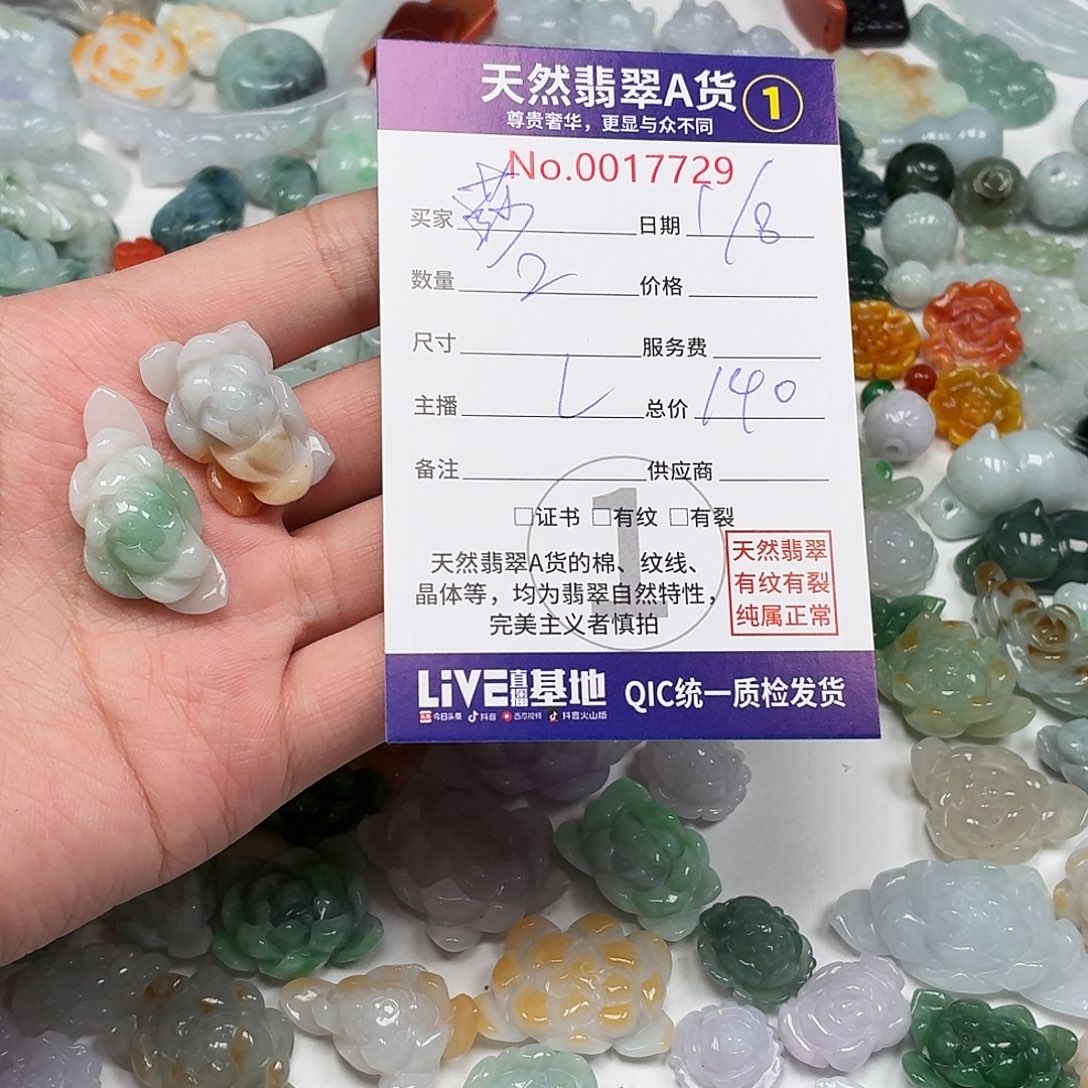 天然翡翠A货 1
尊贵奢华，更显与众不同
No.0017729
买家 日期 1/8
数量 2 价格
尺寸 服务费
主播 L 总价 140
备注 供应商
□证书 □有纹 □有裂
天然翡翠A货的棉、纹线、
晶体等，均为翡翠自然特性，
完美主义者慎拍
1
天然翡翠
有纹有裂
纯属正常
LiVE直播基地 QIC统一质检发货
今日头条 抖音 西瓜视频 抖音火山版